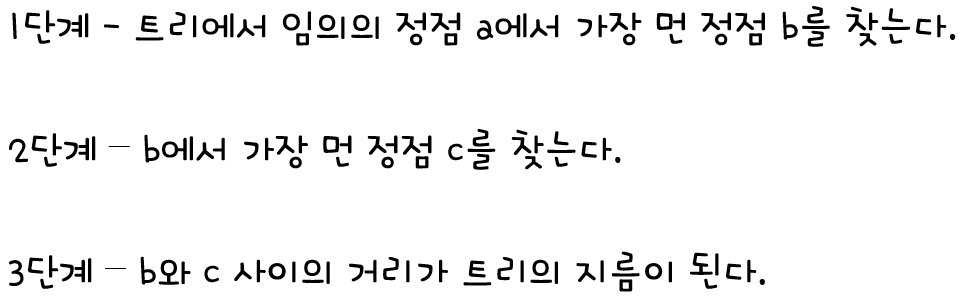 1단계 - 트리에서 임의의 정점 a에서 가장 먼 정점 b를 찾는다.
2단계 - b에서 가장 먼 정점 c를 찾는다.
3단계 - b와 c 사이의 거리가 트리의 지름이 된다.